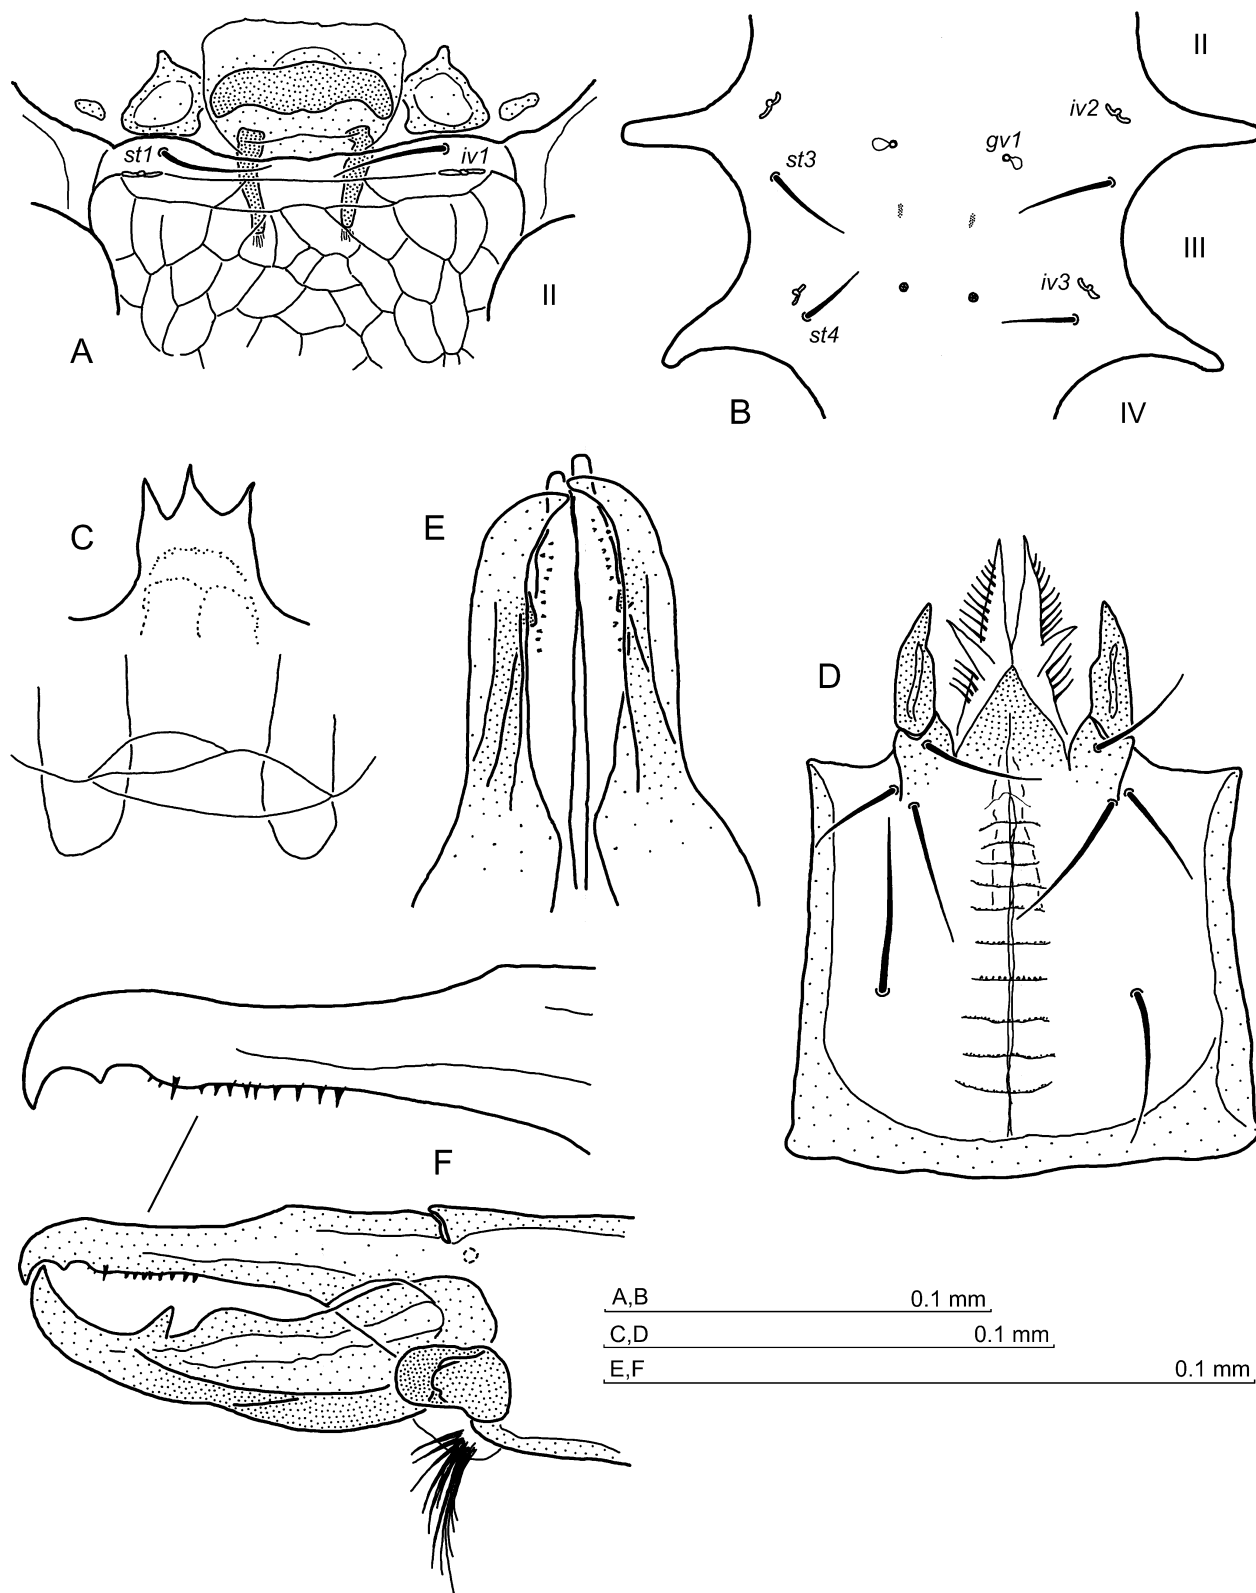 st1
iv1
II
A
II
iv2
gv1
st3
III
iv3
st4
B
IV
C
E
D
F
A,B 0.1 mm
C,D 0.1 mm
E,F 0.1 mm